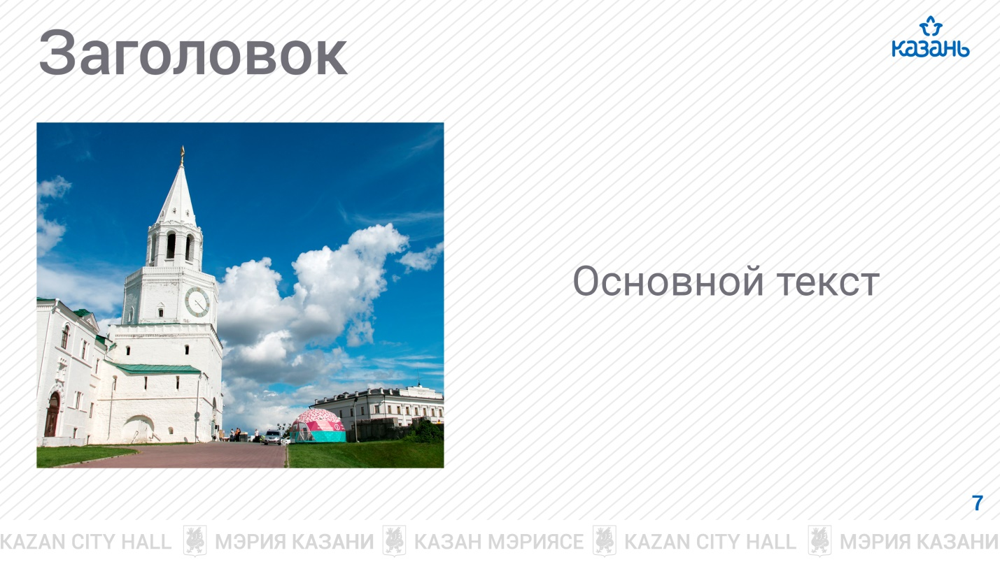 Заголовок
казань
Основной текст
7
KAZAN CITY HALL МЭРИЯ КАЗАНИ КАЗАН МЭРИЯСЕ KAZAN CITY HALL МЭРИЯ КАЗАНИ